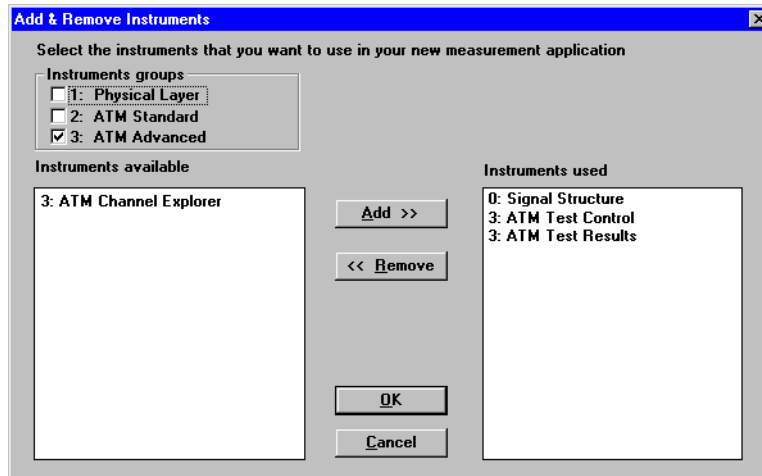 Add & Remove Instruments
Select the instruments that you want to use in your new measurement application
Instruments groups
1: Physical Layer
2: ATM Standard
3: ATM Advanced
Instruments available
3: ATM Channel Explorer
Add >>
<< Remove
OK
Cancel
Instruments used
0: Signal Structure
3: ATM Test Control
3: ATM Test Results